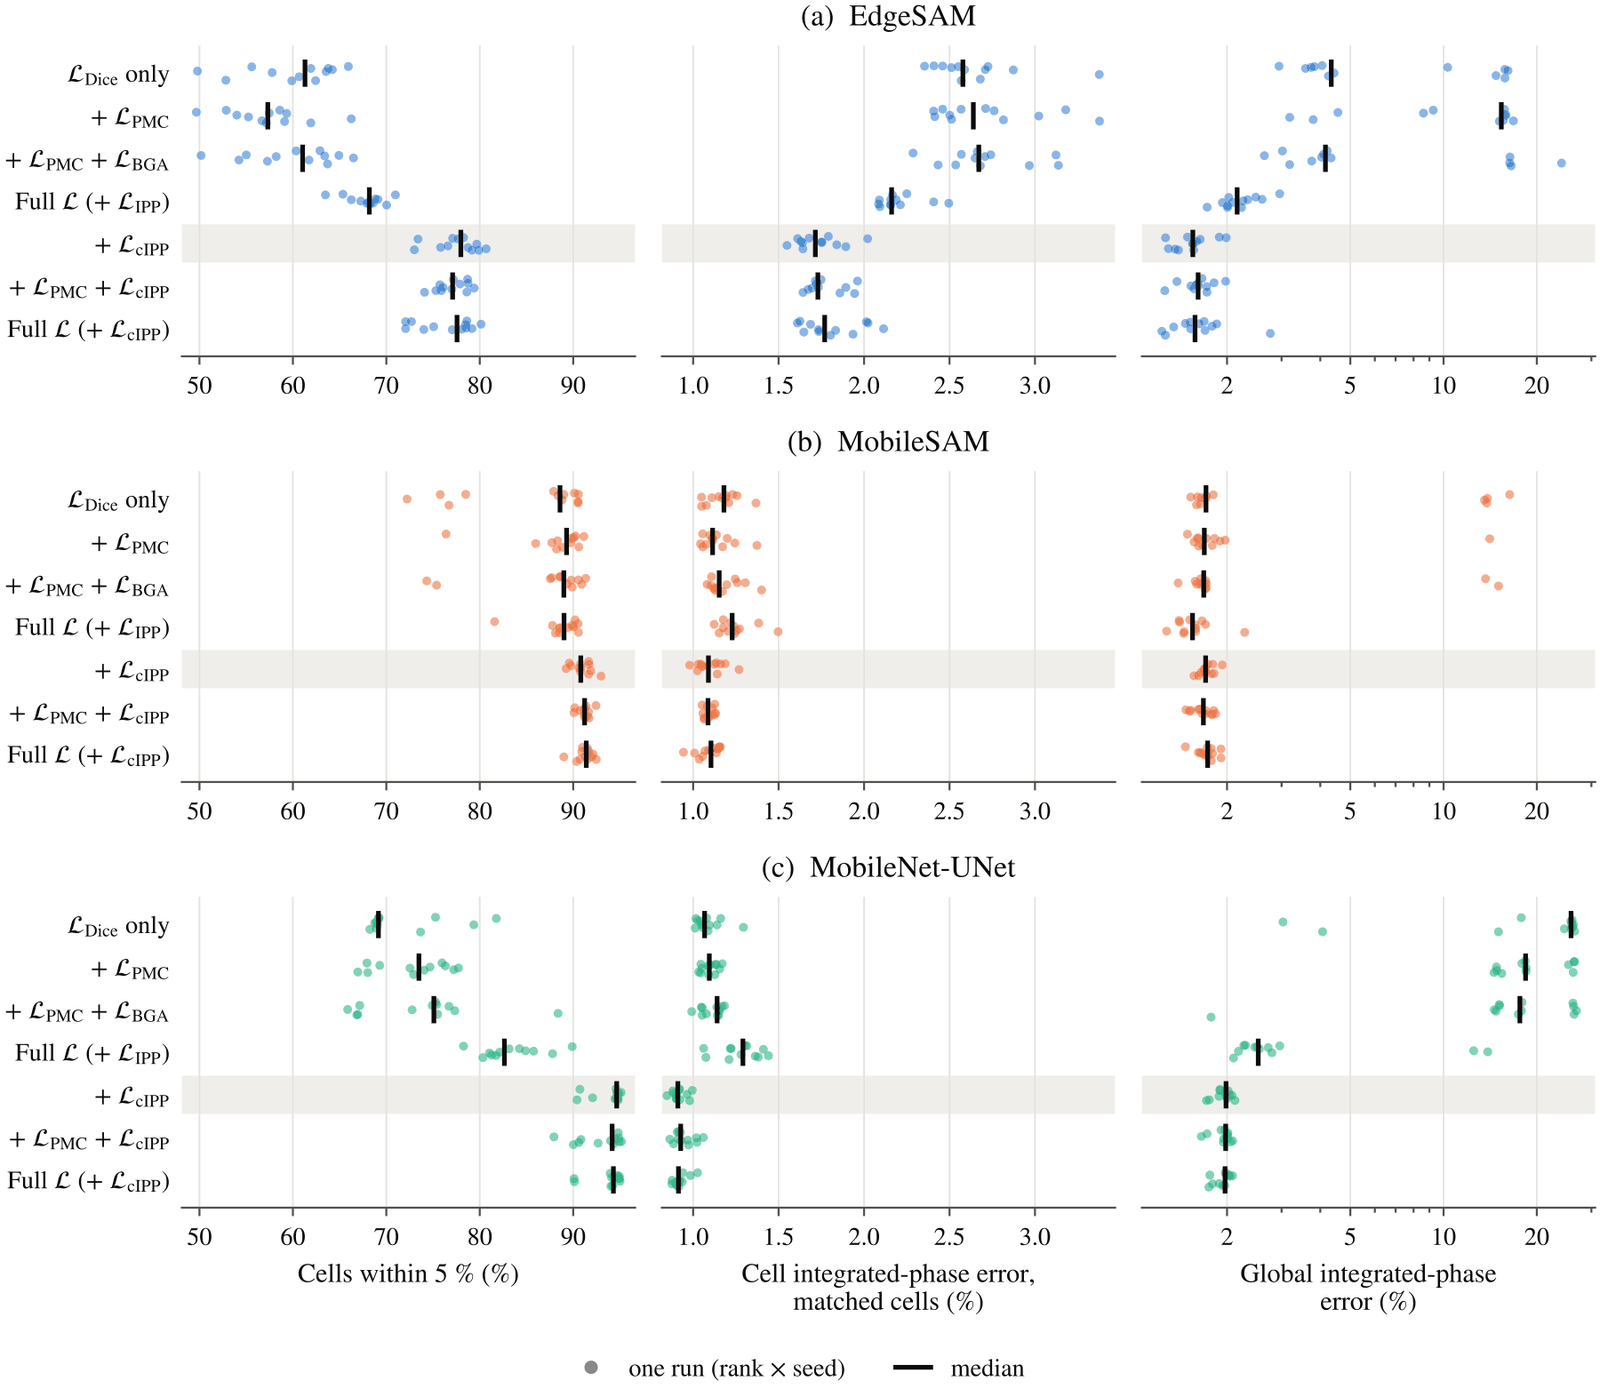 (a) EdgeSAM
ℒDice only
+ ℒPMC
+ ℒPMC + ℒBGA
Full ℒ (+ ℒIPP)
+ ℒcIPP
+ ℒPMC + ℒcIPP
Full ℒ (+ ℒcIPP)
50 60 70 80 90 1.0 1.5 2.0 2.5 3.0 2 5 10 20
(b) MobileSAM
ℒDice only
+ ℒPMC
+ ℒPMC + ℒBGA
Full ℒ (+ ℒIPP)
+ ℒcIPP
+ ℒPMC + ℒcIPP
Full ℒ (+ ℒcIPP)
50 60 70 80 90 1.0 1.5 2.0 2.5 3.0 2 5 10 20
(c) MobileNet-UNet
ℒDice only
+ ℒPMC
+ ℒPMC + ℒBGA
Full ℒ (+ ℒIPP)
+ ℒcIPP
+ ℒPMC + ℒcIPP
Full ℒ (+ ℒcIPP)
50 60 70 80 90 1.0 1.5 2.0 2.5 3.0 2 5 10 20
Cells within 5 % (%)
Cell integrated-phase error,
matched cells (%)
Global integrated-phase
error (%)
one run (rank × seed) median